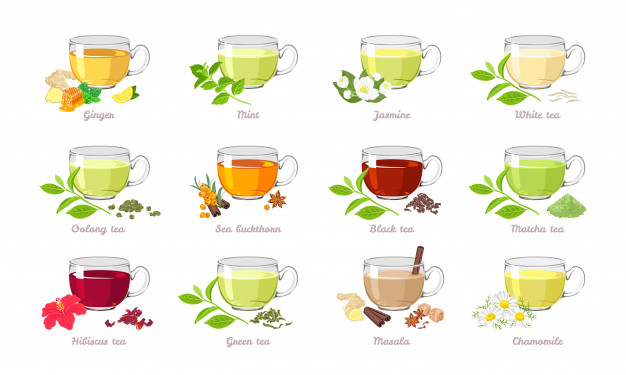 Ginger
Mint
Jasmine
White tea
Oolong tea
Sea buckthorn
Black tea
Matcha tea
Hibiscus tea
Green tea
Masala
Chamomile